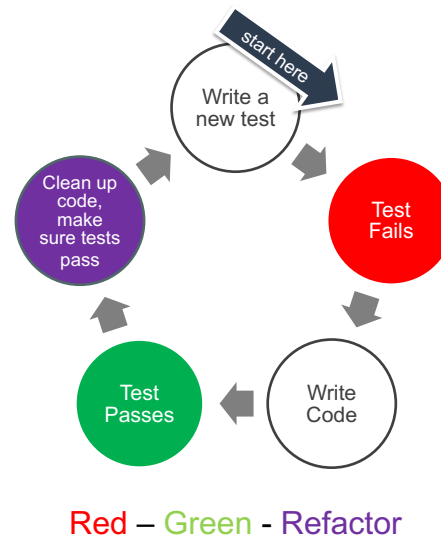 start here
Write a
new test
Test
Fails
Write
Code
Test
Passes
Clean up
code,
make
sure tests
pass
Red – Green - Refactor